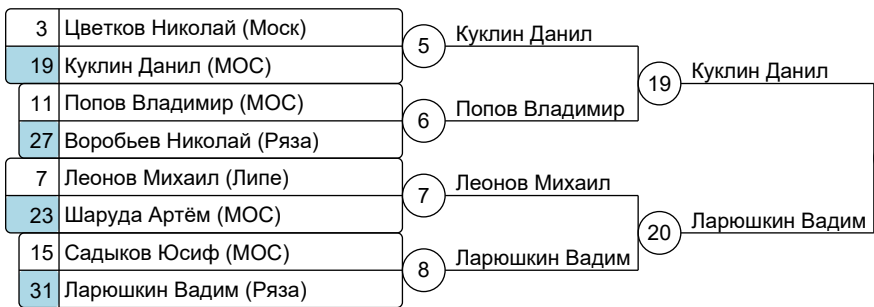 3 Цветков Николай (Моск)
19 Куклин Данил (МОС)
5
Куклин Данил
11 Попов Владимир (МОС)
27 Воробьев Николай (Ряза)
6
Попов Владимир
19
Куклин Данил
7 Леонов Михаил (Липе)
23 Шаруда Артём (МОС)
7
Леонов Михаил
15 Садыков Юсиф (МОС)
31 Ларюшкин Вадим (Ряза)
8
Ларюшкин Вадим
20
Ларюшкин Вадим